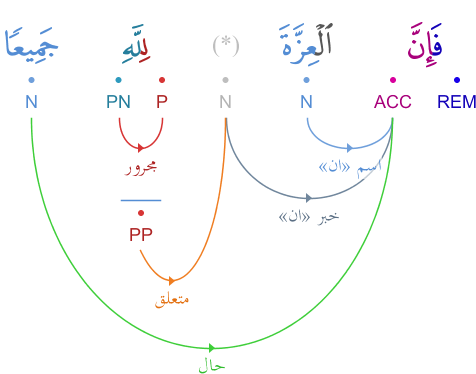 فَإِنَّ ٱلْعِزَّةَ (*) لِلَّهِ جَمِيعًا
REM ACC N N P PN N
اسم «ان»
مجرور
خبر «ان»
PP
متعلق
حال